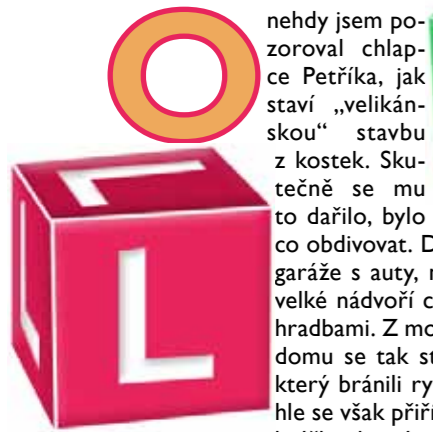 O
nehdy jsem po-
zoroval chlap-
ce Petříka, jak
staví „velikán-
skou“ stavbu
z kostek. Sku-
tečně se mu
to dařilo, bylo
co obdivovat.
garáže s auty,
velké nádvoří
hradbami. Z
domu se tak
který bránili
hle se však
L
L
L